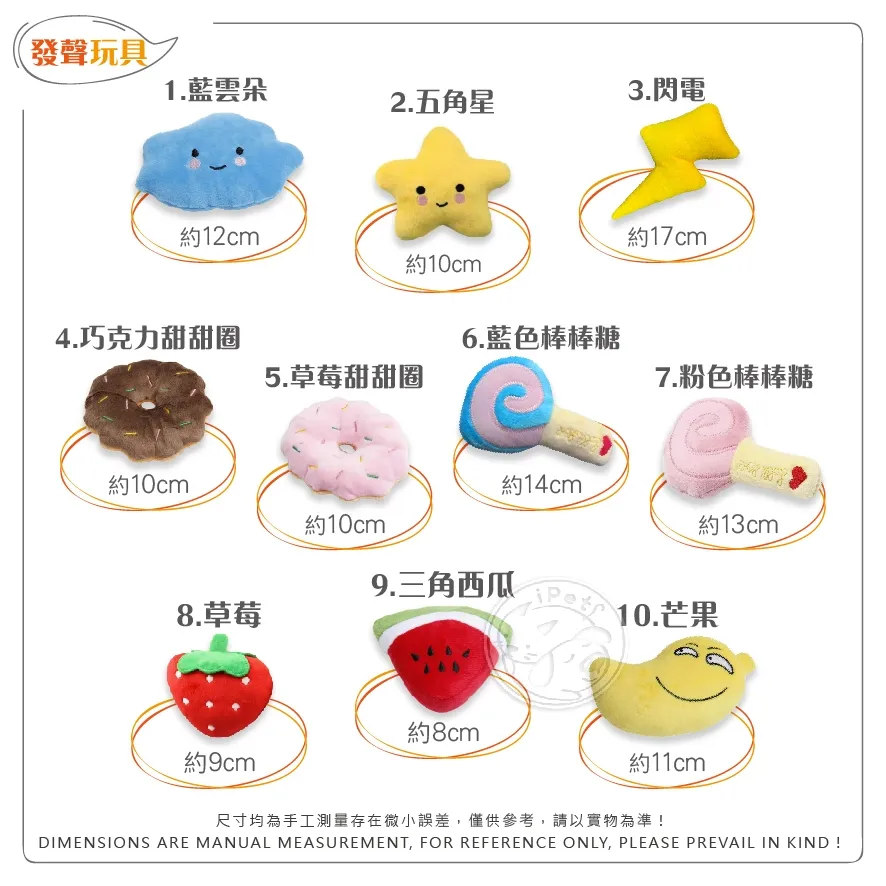 發聲玩具
1.藍雲朵
2.五角星
3.閃電
約12cm
約10cm
約17cm
4.巧克力甜甜圈
5.草莓甜甜圈
6.藍色棒棒糖
7.粉色棒棒糖
約10cm
約10cm
約14cm
約13cm
8.草莓
9.三角西瓜
10.芒果
iPets
約9cm
約8cm
約11cm
尺寸均為手工測量存在微小誤差，僅供參考，請以實物為準！
DIMENSIONS ARE MANUAL MEASUREMENT, FOR REFERENCE ONLY, PLEASE PREVAIL IN KIND !